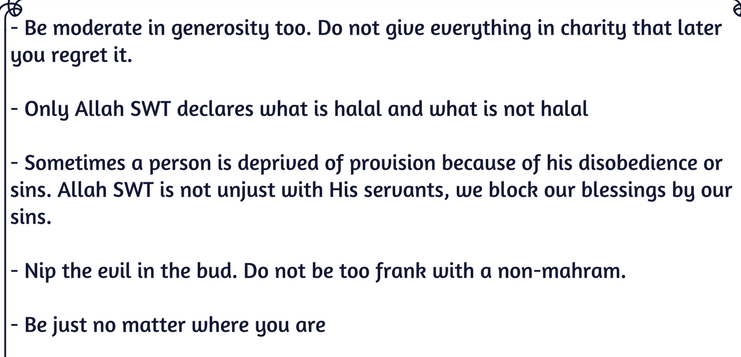 - Be moderate in generosity too. Do not give everything in charity that later
you regret it.
- Only Allah SWT declares what is halal and what is not halal
- Sometimes a person is deprived of provision because of his disobedience or
sins. Allah SWT is not unjust with His servants, we block our blessings by our
sins.
- Nip the evil in the bud. Do not be too frank with a non-mahram.
- Be just no matter where you are